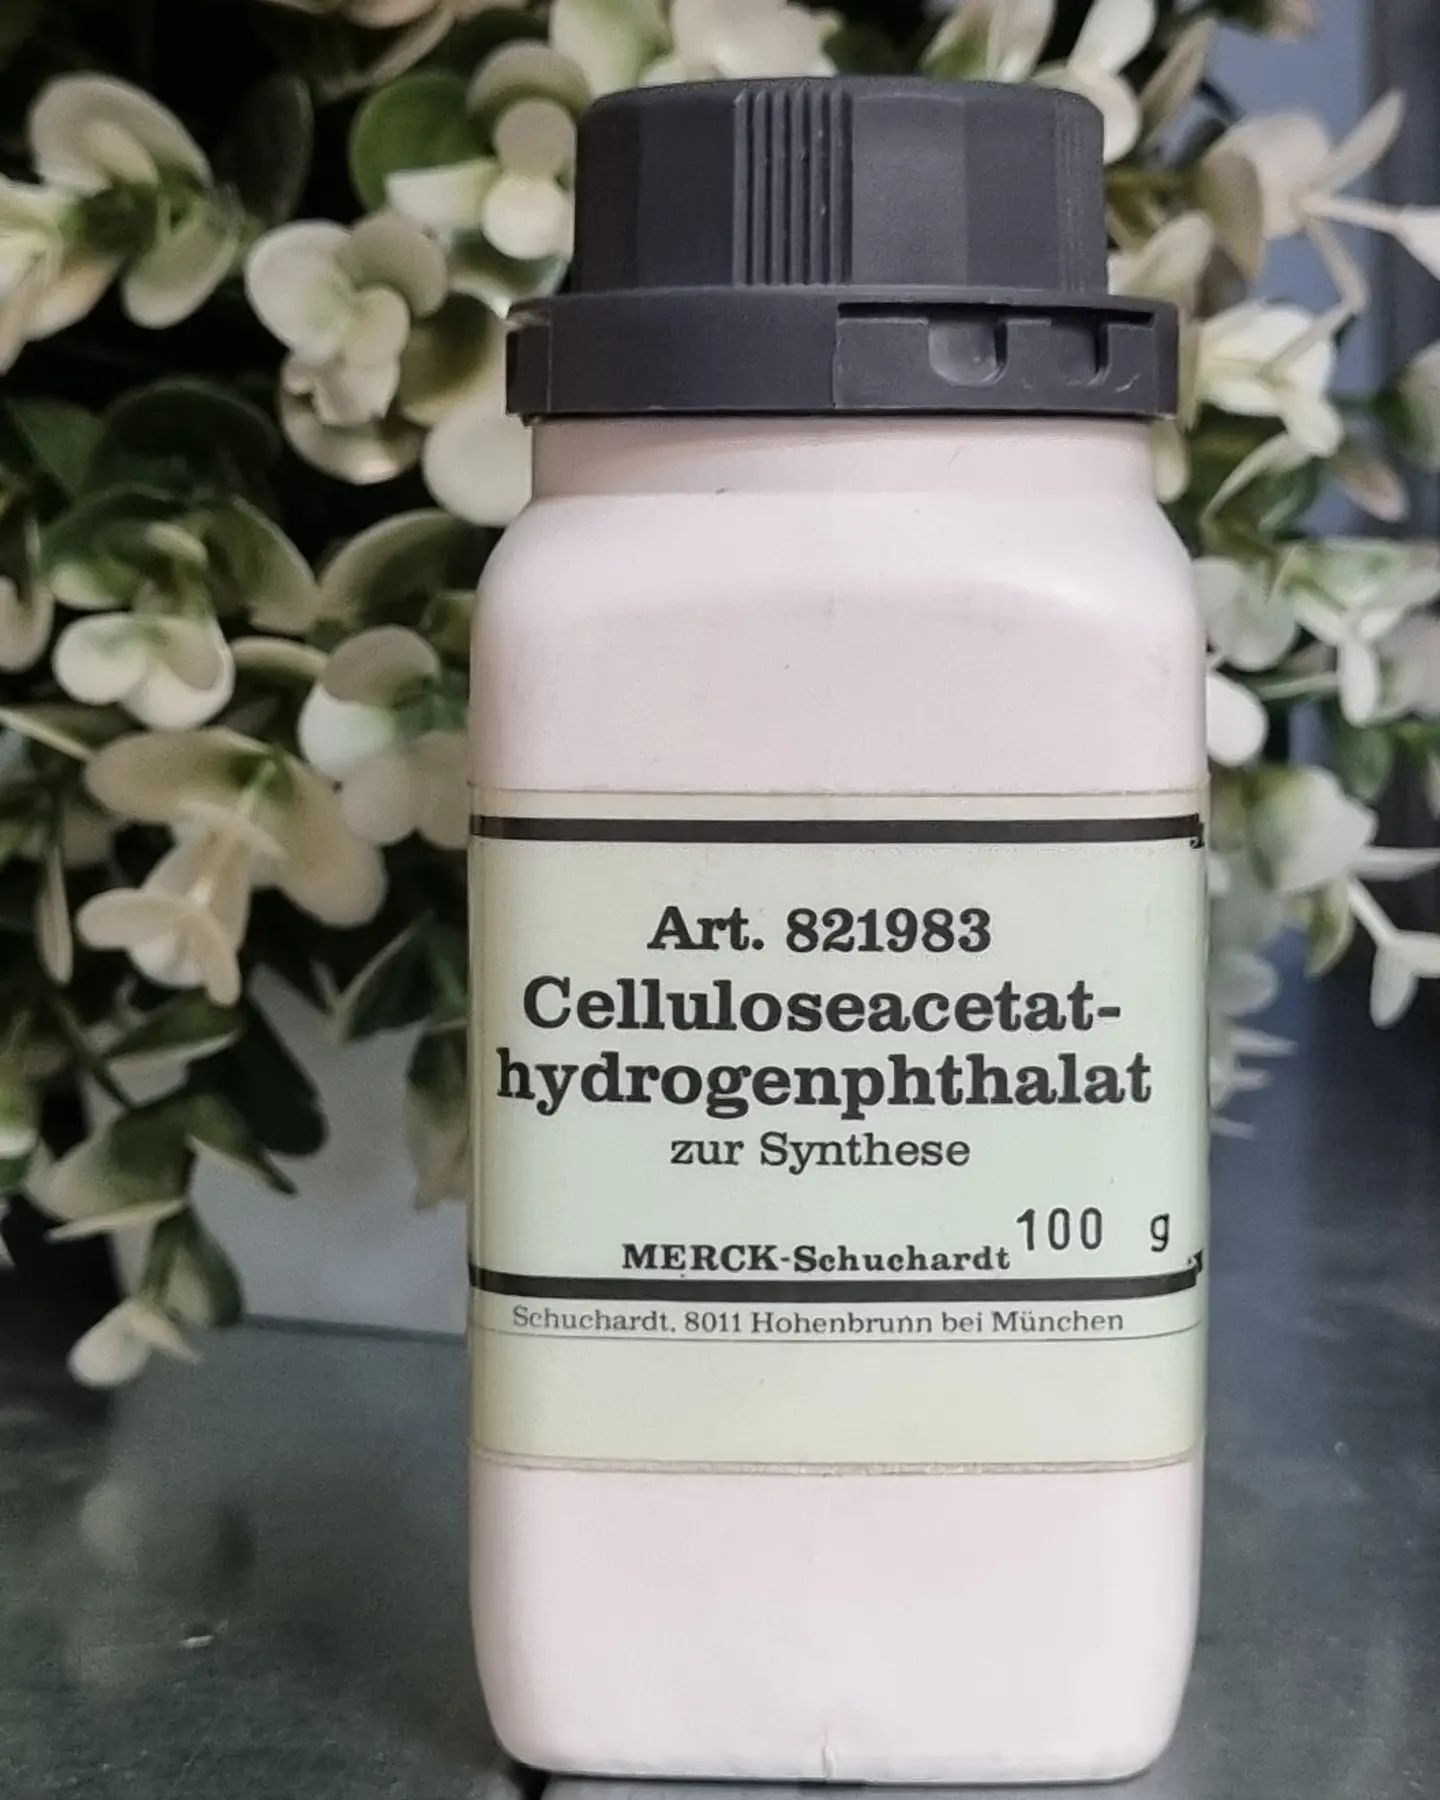 Art. 821983
Celluloseacetat-
hydrogenphthalat
zur Synthese
MERCK-Schuchardt 100 g
Schuchardt, 8011 Hohenbrunn bei München